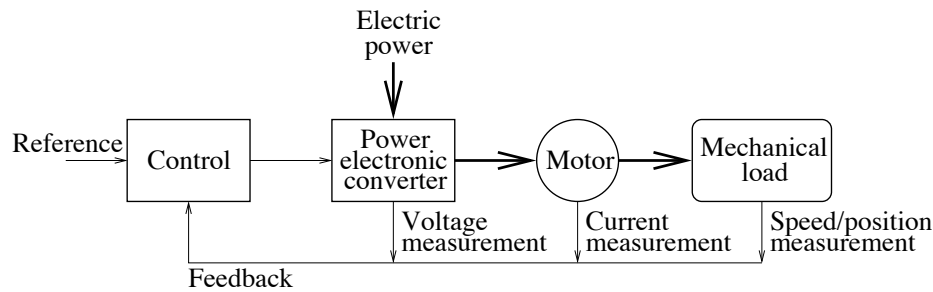 Electric
power
Reference
Control
Power
electronic
converter
Motor
Mechanical
load
Voltage
measurement
Current
measurement
Speed/position
measurement
Feedback